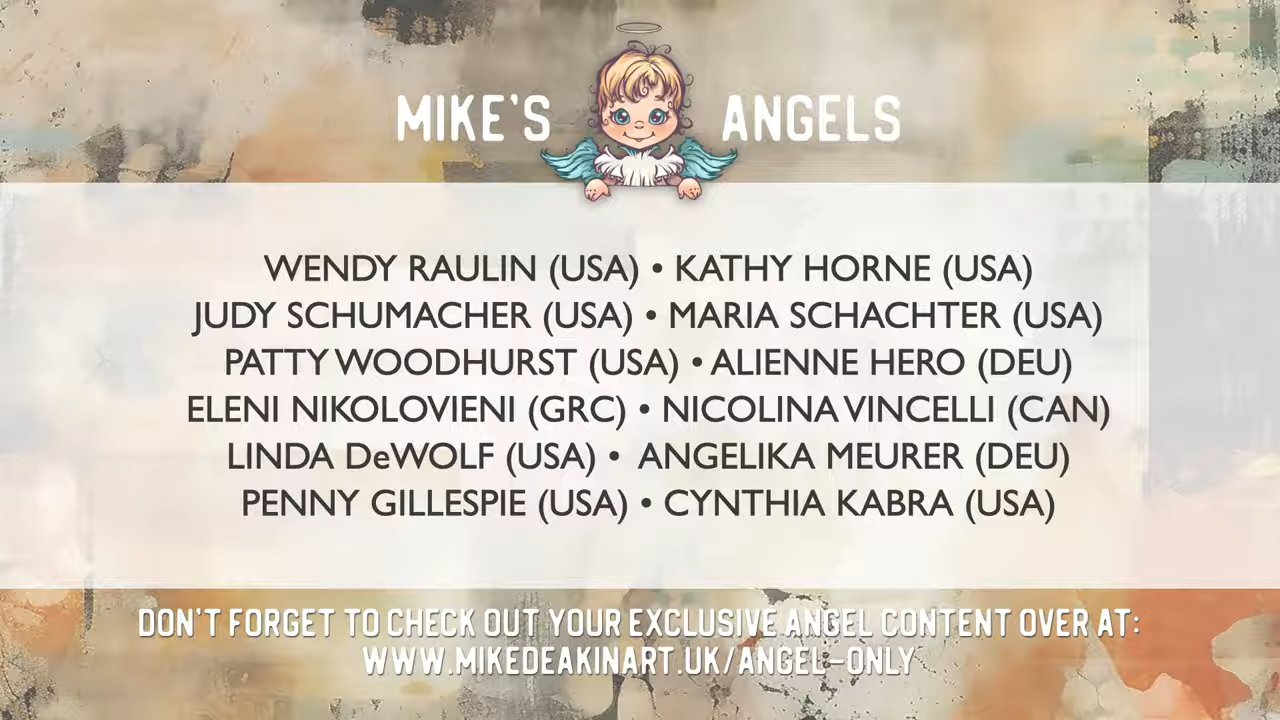 MIKE'S ANGELS
WENDY RAULIN (USA) • KATHY HORNE (USA)
JUDY SCHUMACHER (USA) • MARIA SCHACHTER (USA)
PATTY WOODHURST (USA) • ALIENNE HERO (DEU)
ELENI NIKOLOVIENI (GRC) • NICOLINA VINCELLI (CAN)
LINDA DeWOLF (USA) • ANGELIKA MEURER (DEU)
PENNY GILLESPIE (USA) • CYNTHIA KABRA (USA)
DON'T FORGET TO CHECK OUT YOUR EXCLUSIVE ANGEL CONTENT OVER AT:
WWW.MIKEDEAKINART.UK/ANGEL-ONLY